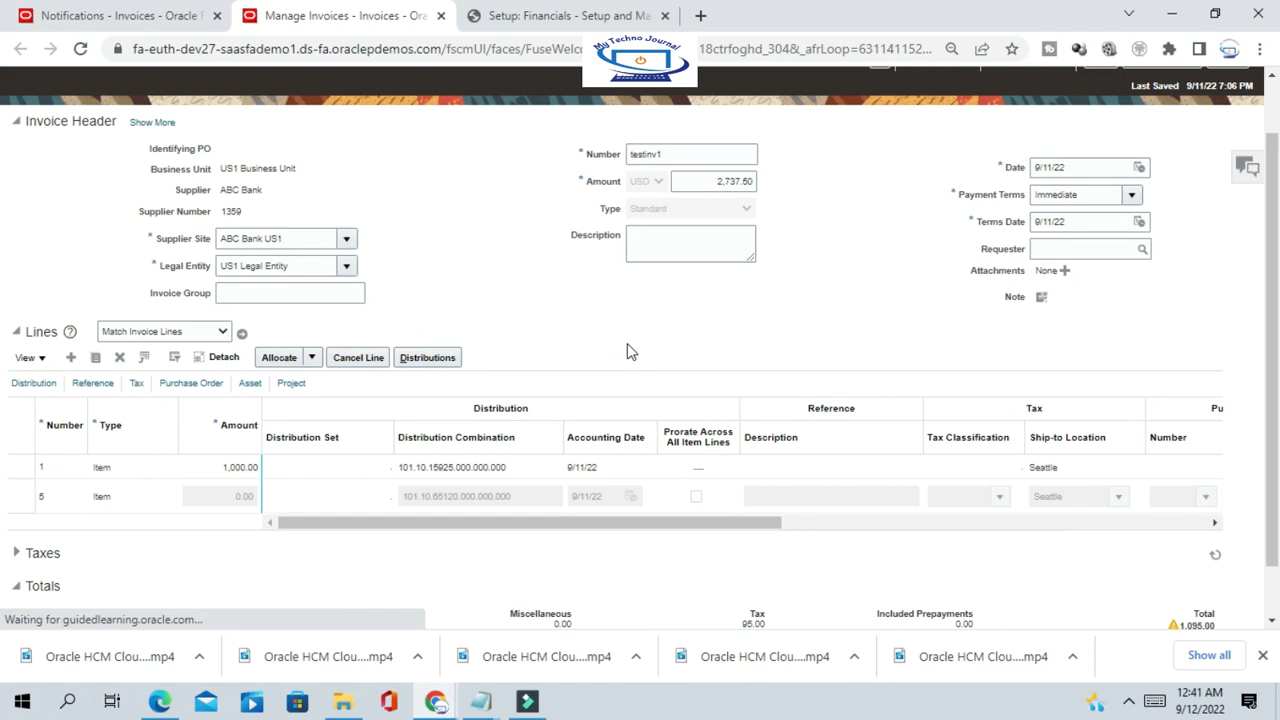 Notifications - Invoices - Oracle F
Manage Invoices - Invoices - Ora
Setup: Financials - Setup and Ma
fa-euth-dev27-saasfademo1.ds-fa.oraclepdemos.com/fscmUI/faces/FuseWelco
18ctrfoghd_304&_afrLoop=631141152...
My Techno Journal
Last Saved 9/11/22 7:06 PM
Invoice Header Show More
Identifying PO
Business Unit US1 Business Unit
Supplier ABC Bank
Supplier Number 1359
* Supplier Site ABC Bank US1
* Legal Entity US1 Legal Entity
Invoice Group
* Number testinv1
* Amount USD 2,737.50
Type Standard
Description
* Date 9/11/22
* Payment Terms Immediate
* Terms Date 9/11/22
Requester
Attachments None
Note
Lines Match Invoice Lines
View Detach Allocate Cancel Line Distributions
Distribution Reference Tax Purchase Order Asset Project
Distribution Reference Tax Pu
* Number * Type * Amount Distribution Set Distribution Combination Accounting Date Prorate Across All Item Lines Description Tax Classification Ship-to Location Number
1 Item 1,000.00 101.10.15925.000.000.000 9/11/22 Seattle
5 Item 0.00 101.10.65120.000.000.000 9/11/22 Seattle
Taxes
Totals
Waiting for guidedlearning.oracle.com...
Miscellaneous Tax Included Prepayments Total
0.00 95.00 0.00 1,095.00
Oracle HCM Clou....mp4 Oracle HCM Clou....mp4 Oracle HCM Clou....mp4 Oracle HCM Clou....mp4 Oracle HCM Clou....mp4 Show all
12:41 AM
9/12/2022